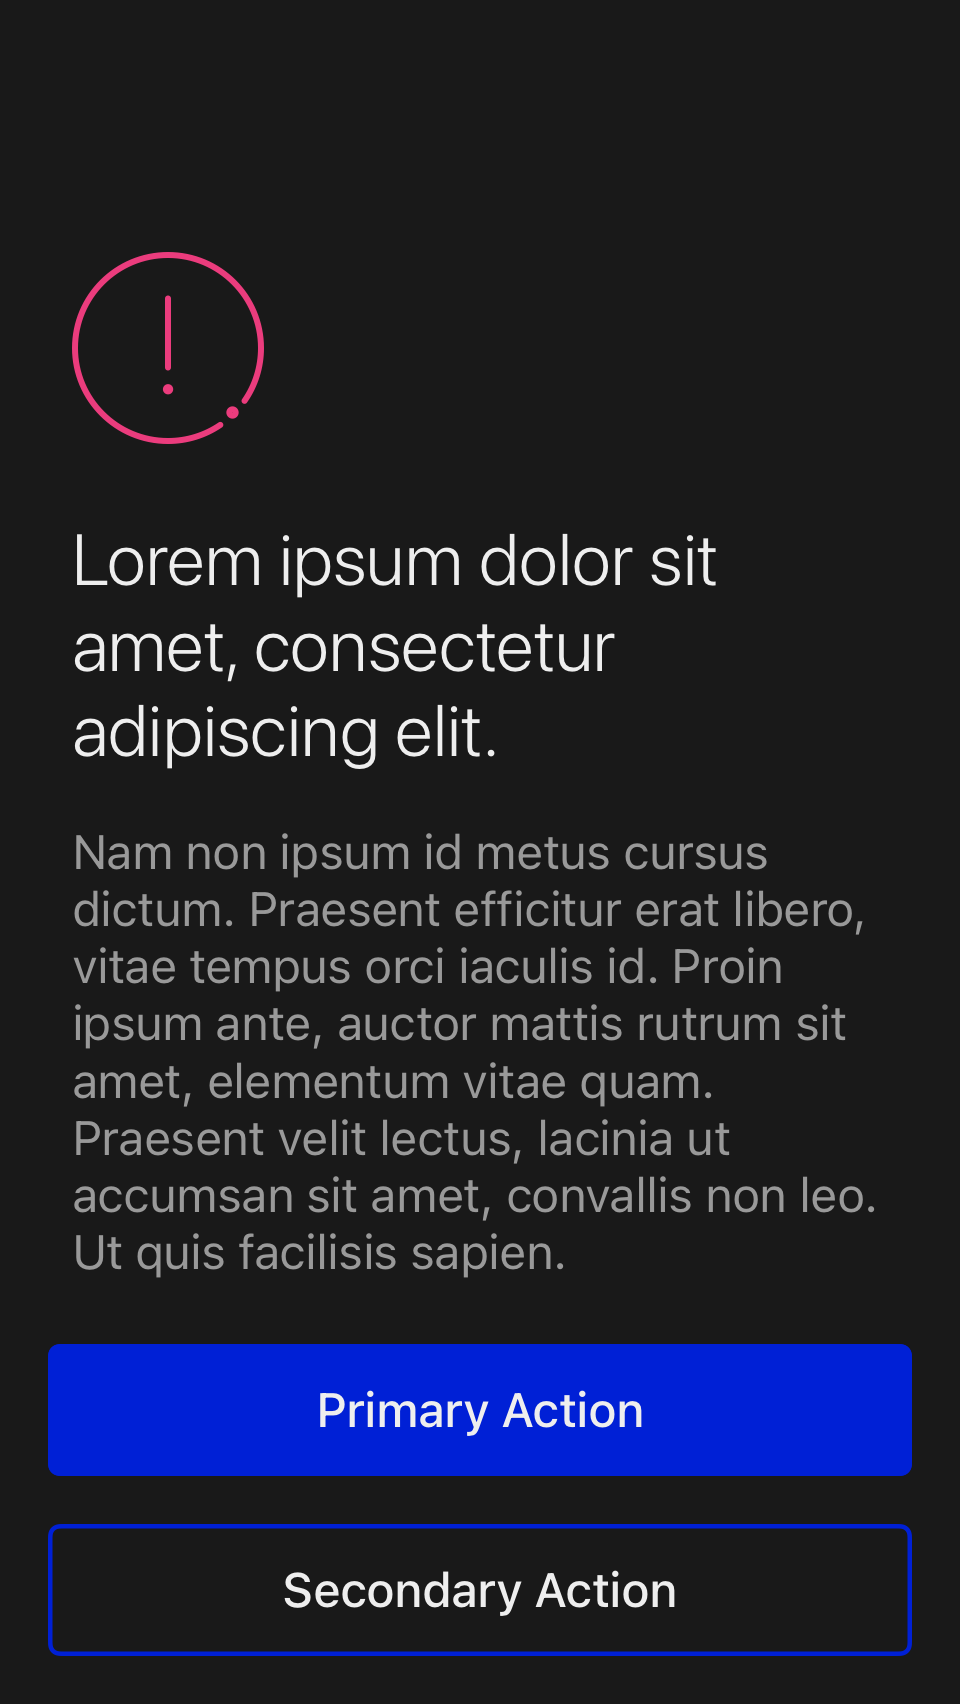 Lorem ipsum dolor sit
amet, consectetur
adipiscing elit.
Nam non ipsum id metus cursus
dictum. Praesent efficitur erat libero,
vitae tempus orci iaculis id. Proin
ipsum ante, auctor mattis rutrum sit
amet, elementum vitae quam.
Praesent velit lectus, lacinia ut
accumsan sit amet, convallis non leo.
Ut quis facilisis sapien.
Primary Action
Secondary Action